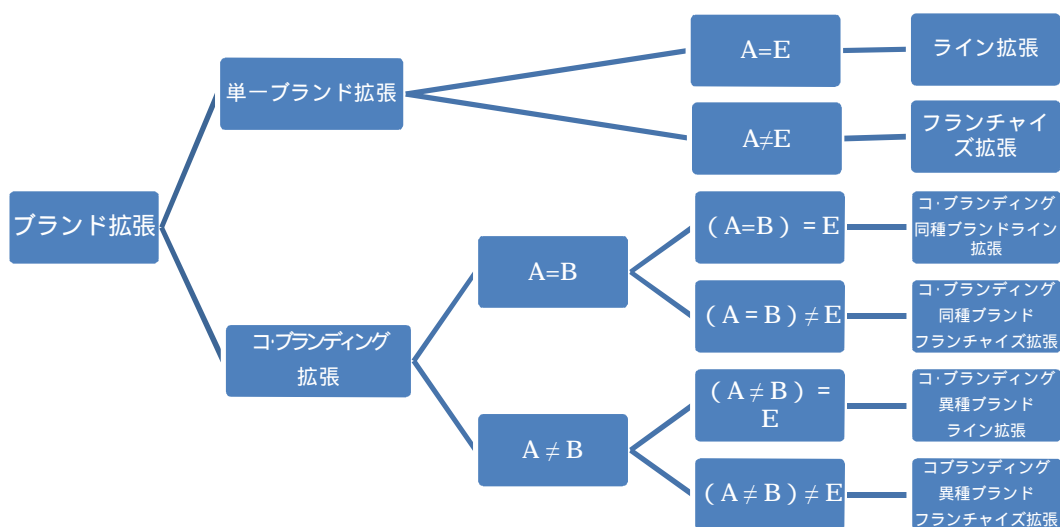 ブランド拡張
単一ブランド拡張
A=E
ライン拡張
A≠E
フランチャイ
ズ拡張
コ·ブランディング
拡張
A=B
(A=B) = E
コ·ブランディング
同種ブランドライン
拡張
(A=B) ≠ E
コ·ブランディング
同種ブランド
フランチャイズ拡張
A ≠ B
(A ≠ B) =
E
コ·ブランディング
異種ブランド
ライン拡張
(A ≠ B) ≠ E
コブランディング
異種ブランド
フランチャイズ拡張